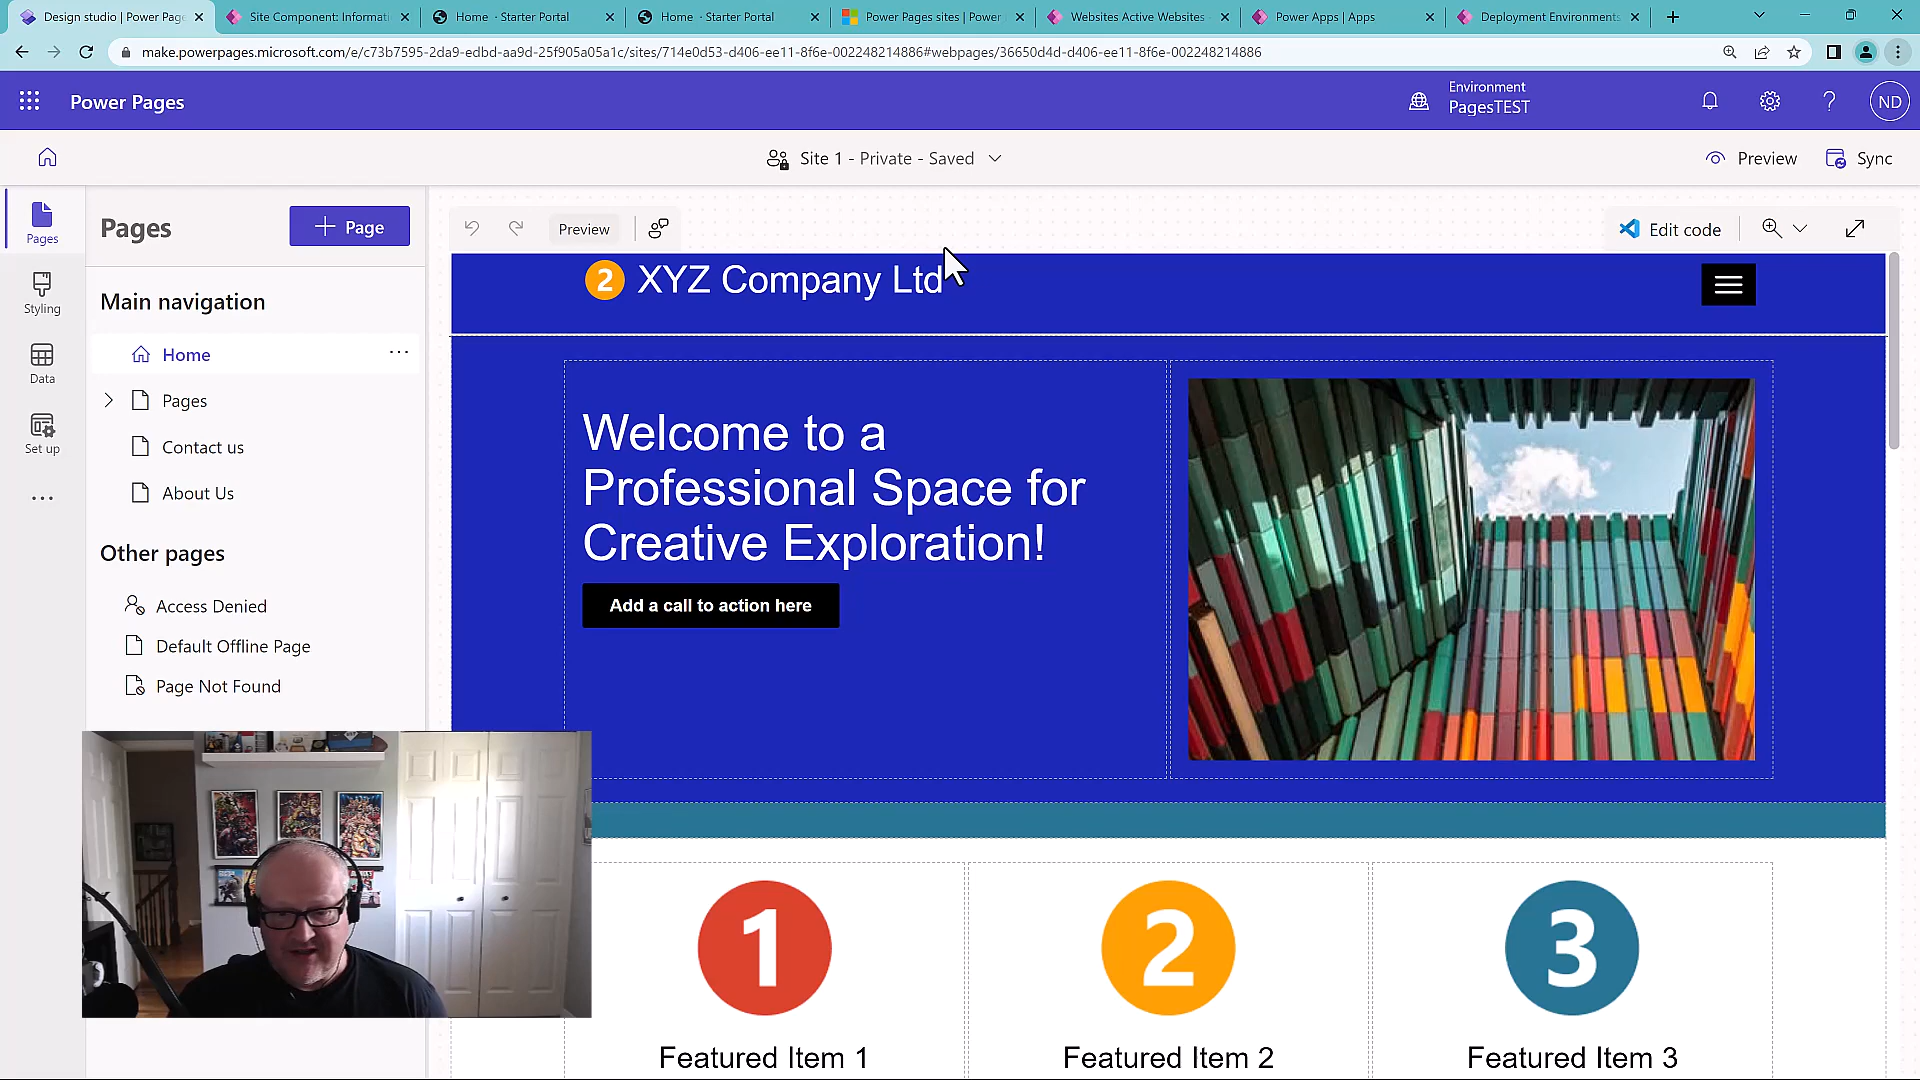 Design studio | Power Page
Site Component: Informati
Home · Starter Portal
Home · Starter Portal
Power Pages sites | Power
Websites Active Websites -
Power Apps | Apps
Deployment Environments
make.powerpages.microsoft.com/e/c73b7595-2da9-edbd-aa9d-25f905a05a1c/sites/714e0d53-d406-ee11-8f6e-002248214886#webpages/36650d4d-d406-ee11-8f6e-002248214886
Power Pages
Environment
PagesTEST
ND
Site 1 - Private - Saved
Preview
Sync
Pages
Styling
Data
Set up
Pages
Page
Main navigation
Home
Pages
Contact us
About Us
Other pages
Access Denied
Default Offline Page
Page Not Found
Preview
Edit code
2 XYZ Company Ltd
Welcome to a
Professional Space for
Creative Exploration!
Add a call to action here
1
2
3
Featured Item 1
Featured Item 2
Featured Item 3